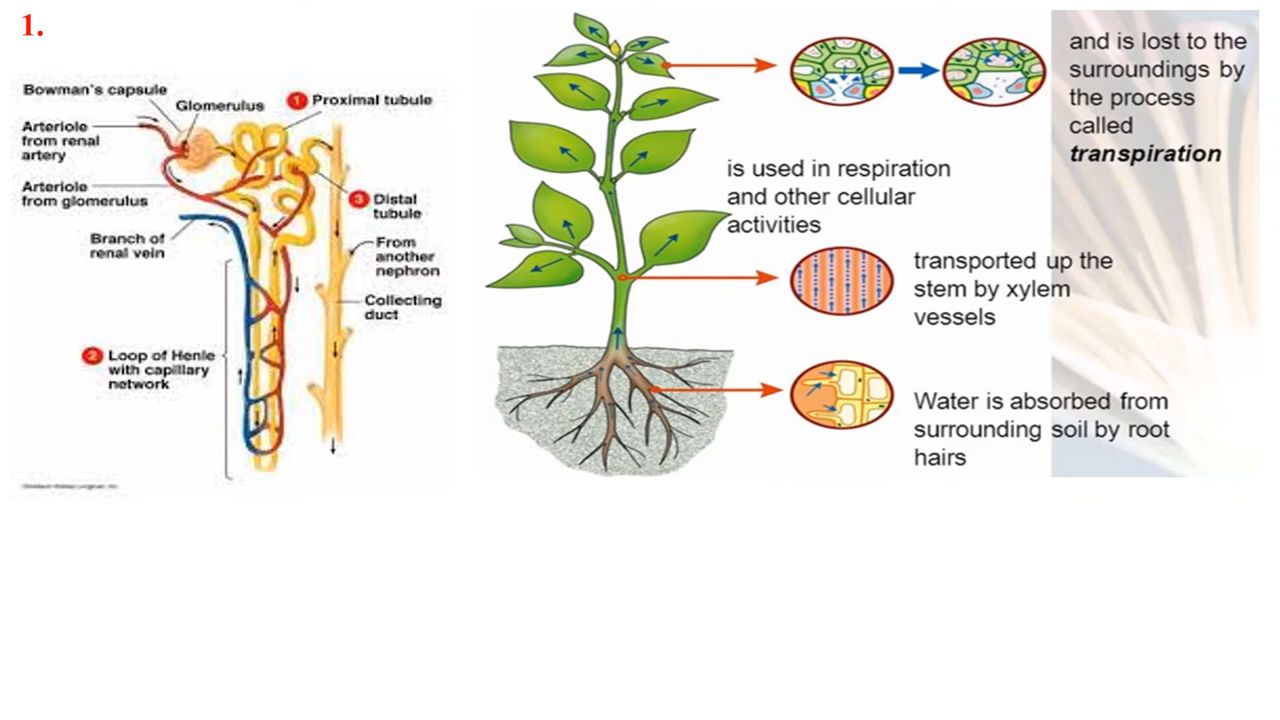 1.
Bowman's capsule
Glomerulus
1 Proximal tubule
Arteriole
from renal
artery
Arteriole
from glomerulus
3 Distal
tubule
Branch of
renal vein
From
another
nephron
Collecting
duct
2 Loop of Henle
with capillary
network
and is lost to the
surroundings by
the process
called
transpiration
is used in respiration
and other cellular
activities
transported up the
stem by xylem
vessels
Water is absorbed from
surrounding soil by root
hairs